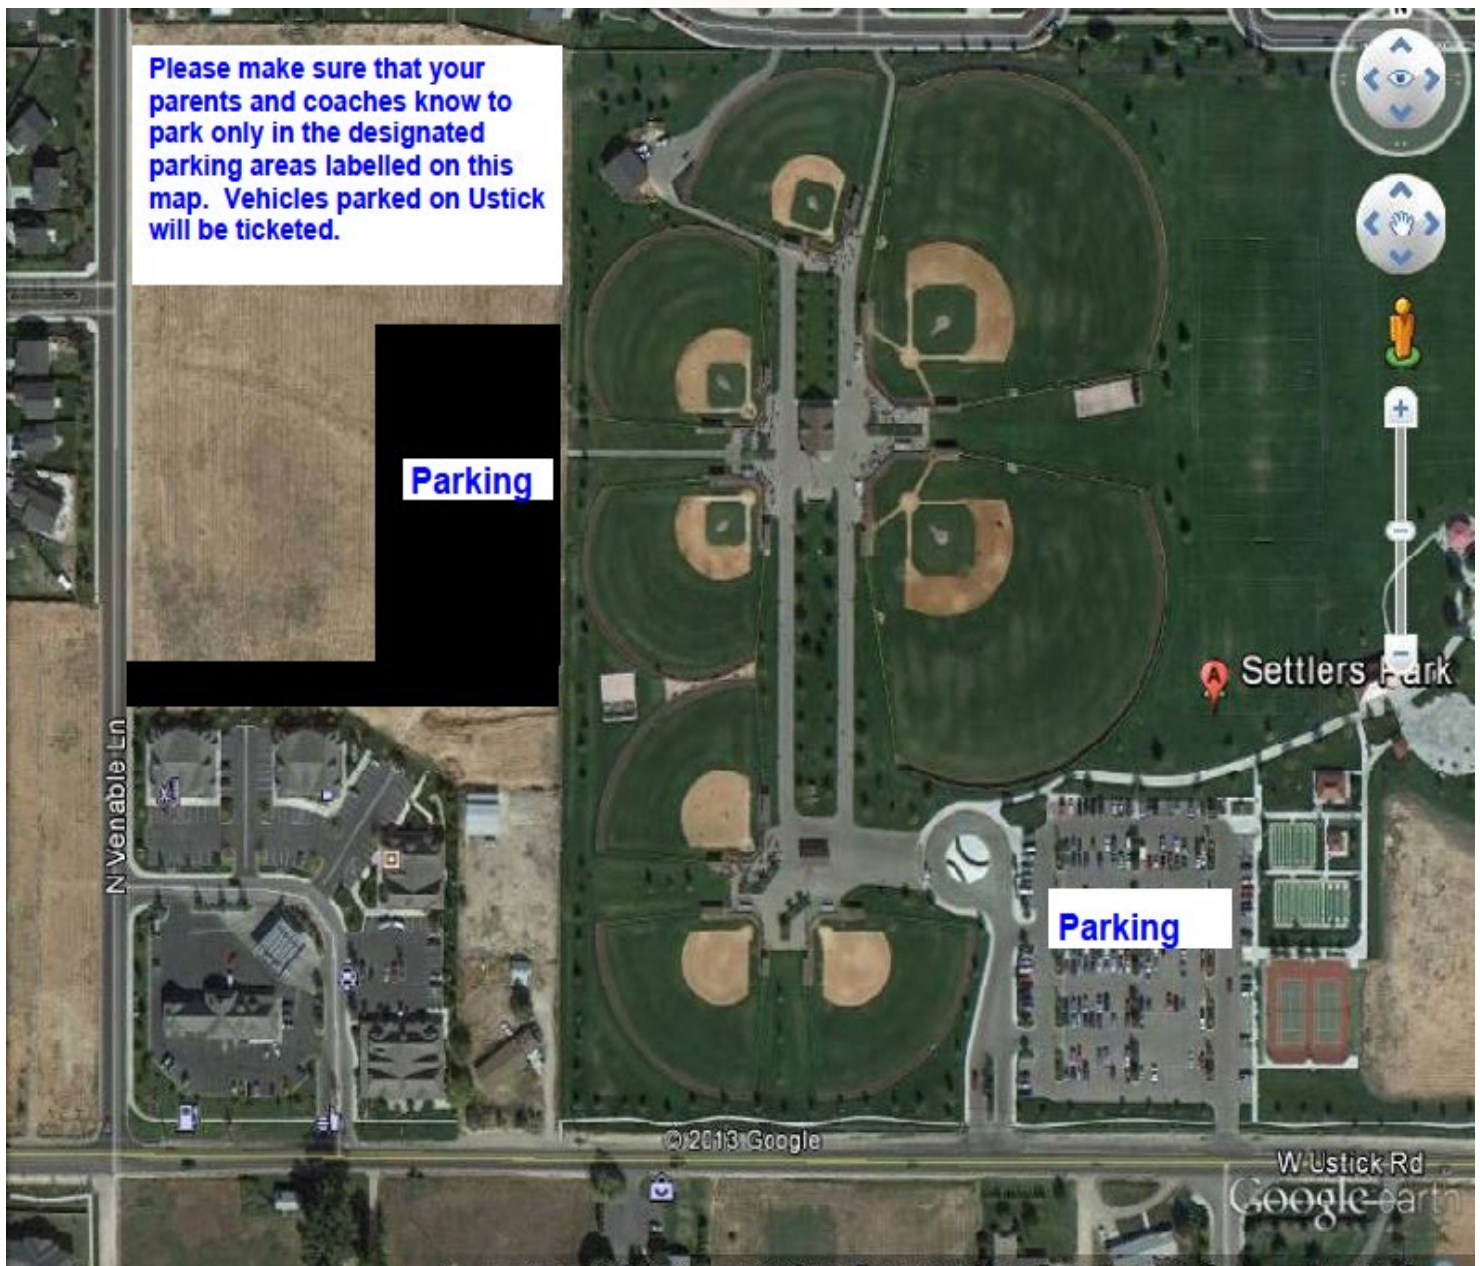 Please make sure that your
parents and coaches know to
park only in the designated
parking areas labelled on this
map.  Vehicles parked on Ustick
will be ticketed.
N
Parking
A
Settlers Park
N Venable Ln
Parking
© 2013 Google
W Ustick Rd
Google earth